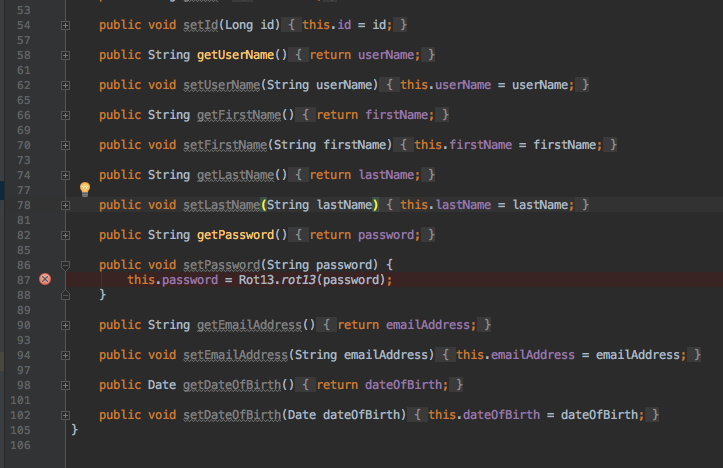 53
54 public void setId(Long id) { this.id = id; }
57
58 public String getUserName() { return userName; }
61
62 public void setUserName(String userName) { this.userName = userName; }
65
66 public String getFirstName() { return firstName; }
69
70 public void setFirstName(String firstName) { this.firstName = firstName; }
73
74 public String getLastName() { return lastName; }
77
78 public void setLastName(String lastName) { this.lastName = lastName; }
81
82 public String getPassword() { return password; }
85
86 public void setPassword(String password) {
87 this.password = Rot13.rot13(password);
88 }
89
90 public String getEmailAddress() { return emailAddress; }
93
94 public void setEmailAddress(String emailAddress) { this.emailAddress = emailAddress; }
97
98 public Date getDateOfBirth() { return dateOfBirth; }
101
102 public void setDateOfBirth(Date dateOfBirth) { this.dateOfBirth = dateOfBirth; }
105 }
106